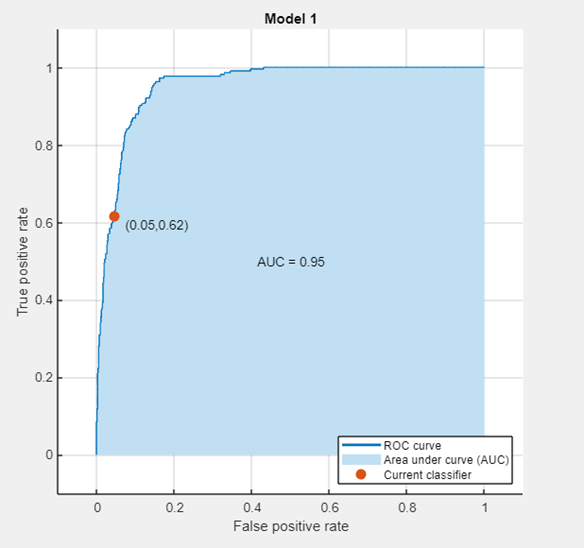 Model 1
True positive rate
1
0.8
0.6
0.4
0.2
0
(0.05,0.62)
AUC = 0.95
ROC curve
Area under curve (AUC)
Current classifier
0
0.2
0.4
0.6
0.8
1
False positive rate